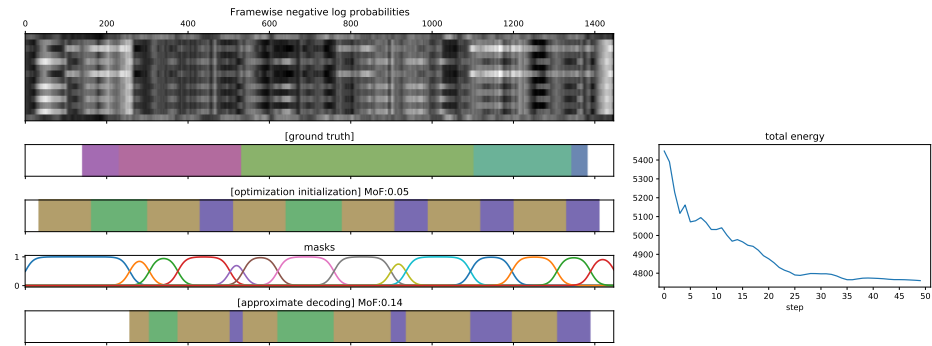 Framewise negative log probabilities
0 200 400 600 800 1000 1200 1400
[ground truth]
[optimization initialization] MoF:0.05
masks
1
0
[approximate decoding] MoF:0.14
total energy
5400
5300
5200
5100
5000
4900
4800
0 5 10 15 20 25 30 35 40 45 50
step